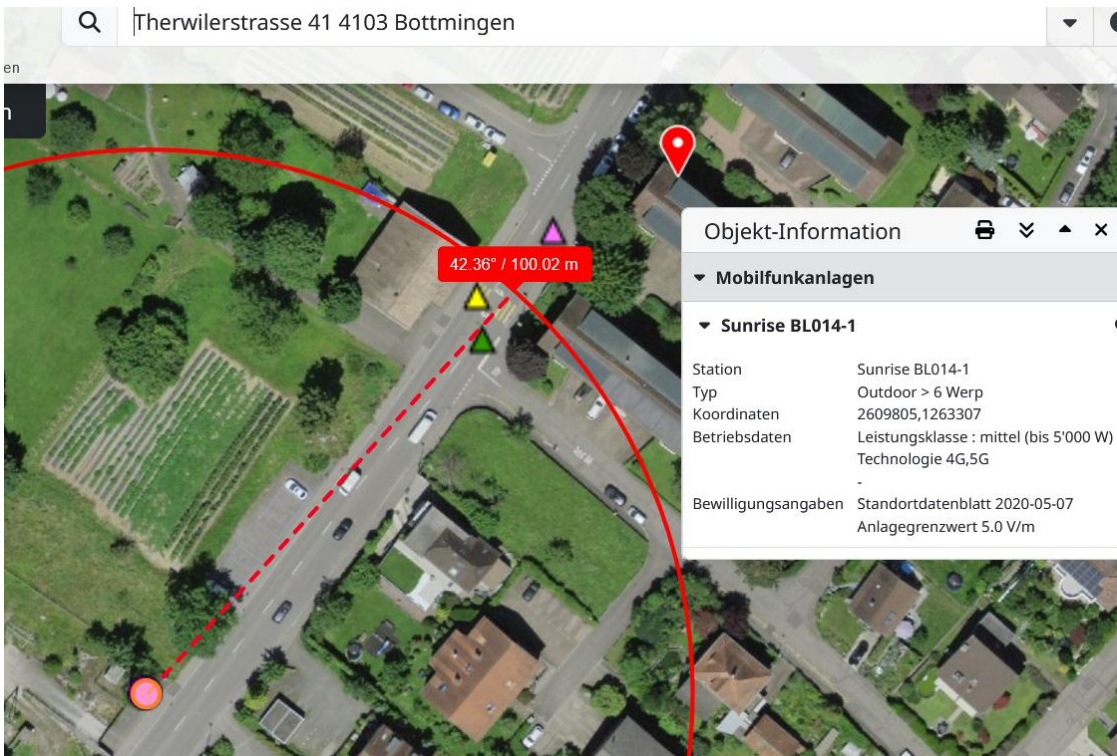 Therwilerstrasse 41 4103 Bottmingen
en
42.36° / 100.02 m
Objekt-Information
Mobilfunkanlagen
Sunrise BL014-1
Station Sunrise BL014-1
Typ Outdoor > 6 Werp
Koordinaten 2609805,1263307
Betriebsdaten Leistungsklasse : mittel (bis 5'000 W)
Technologie 4G,5G
-
Bewilligungsangaben Standortdatenblatt 2020-05-07
Anlagegrenzwert 5.0 V/m